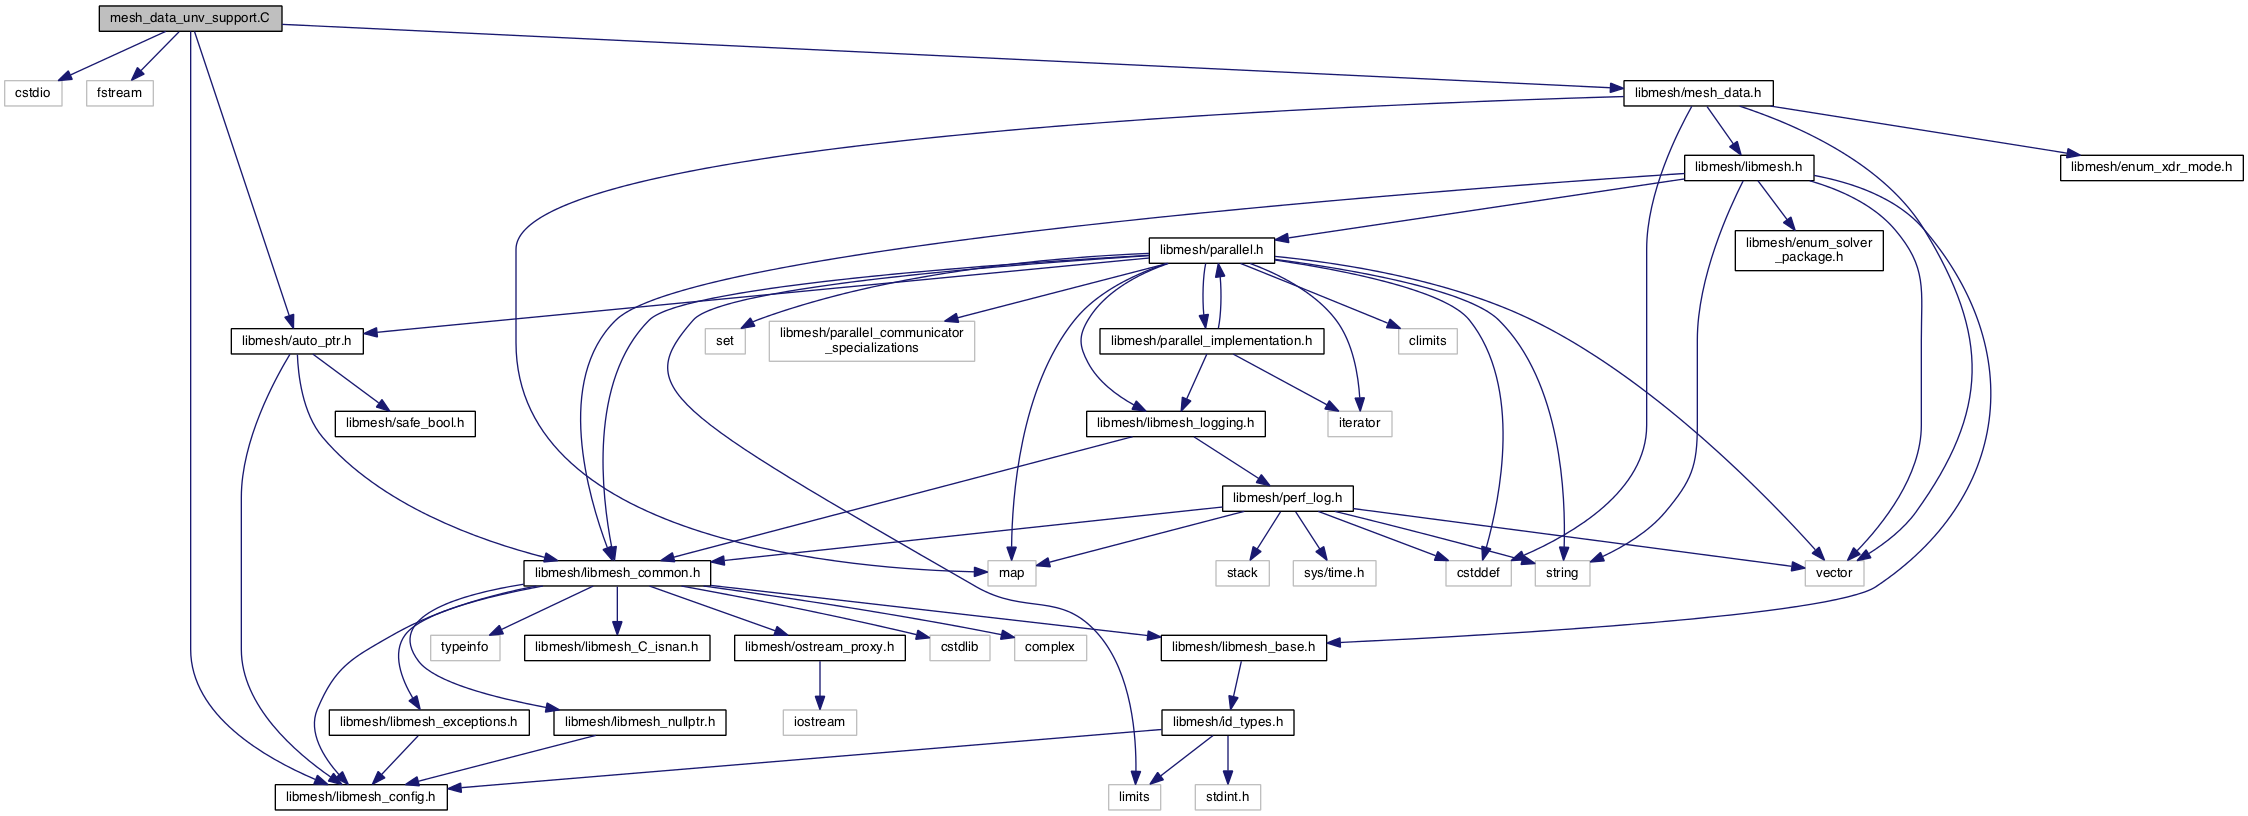 mesh_data_unv_support.C
cstdio
fstream
libmesh/mesh_data.h
libmesh/libmesh.h
libmesh/enum_xdr_mode.h
libmesh/parallel.h
libmesh/enum_solver
_package.h
libmesh/auto_ptr.h
set
libmesh/parallel_communicator
_specializations
libmesh/parallel_implementation.h
climits
libmesh/safe_bool.h
libmesh/libmesh_logging.h
iterator
libmesh/perf_log.h
libmesh/libmesh_common.h
map
stack
sys/time.h
cstddef
string
vector
typeinfo
libmesh/libmesh_C_isnan.h
libmesh/ostream_proxy.h
cstdlib
complex
libmesh/libmesh_base.h
libmesh/libmesh_exceptions.h
libmesh/libmesh_nullptr.h
iostream
libmesh/id_types.h
libmesh/libmesh_config.h
limits
stdint.h